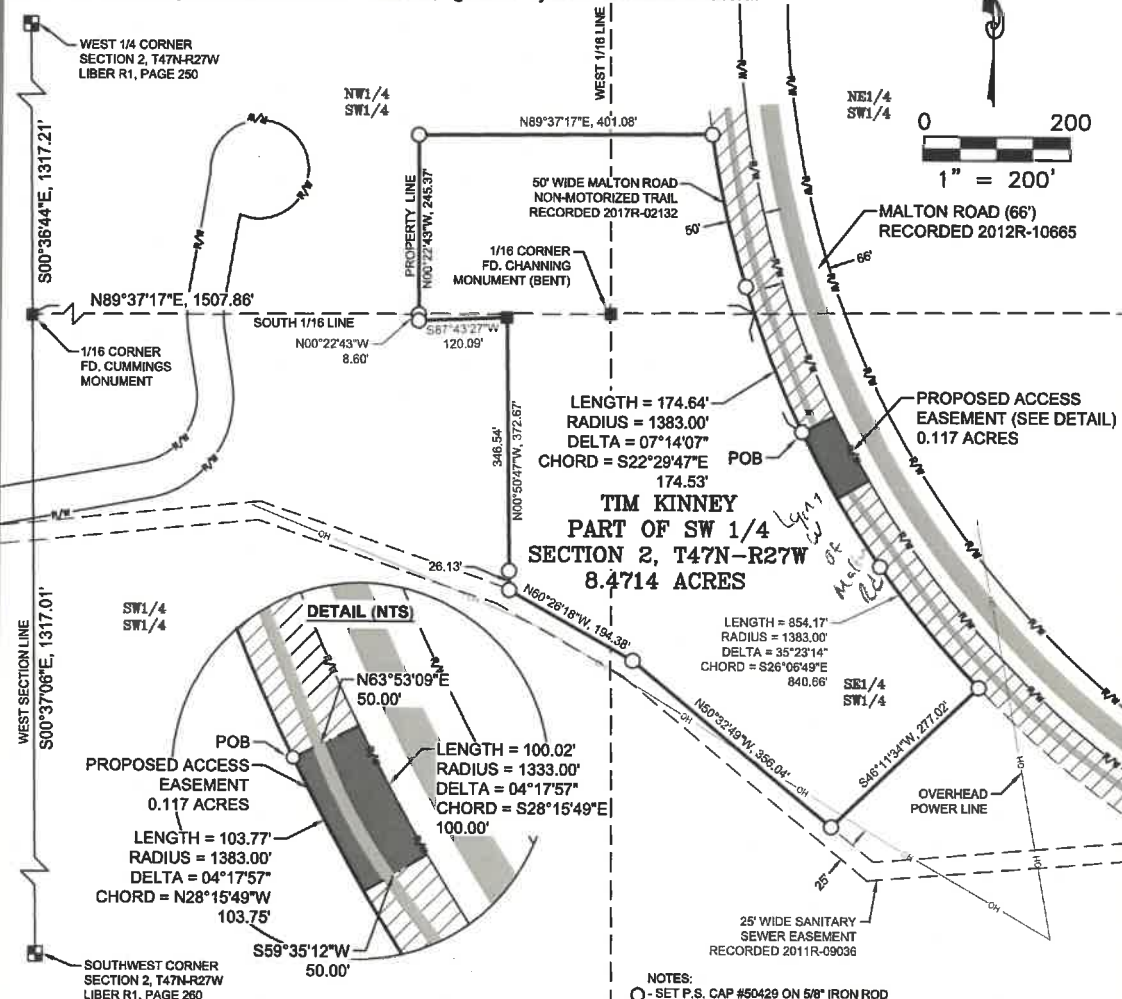 WEST 1/4 CORNER
SECTION 2, T47N-R27W
LIBER R1, PAGE 250
S00°36'44"E, 1317.21'
NW1/4
SW1/4
WEST 1/16 LINE
R/W
R/W
NE1/4
SW1/4
0 200
1" = 200'
N89°37'17"E, 401.08'
PROPERTY LINE
N00°22'43"W, 245.37'
50' WIDE MALTON ROAD
NON-MOTORIZED TRAIL
RECORDED 2017R-02132
50'
MALTON ROAD (66')
RECORDED 2012R-10665
66'
1/16 CORNER
FD. CHANNING
MONUMENT (BENT)
R/W
R/W
R/W
N89°37'17"E, 1507.86'
SOUTH 1/16 LINE
N00°22'43"W
8.60'
S87°43'27"W
120.09'
1/16 CORNER
FD. CUMMINGS
MONUMENT
346.54'
N00°50'47"W, 372.67'
LENGTH = 174.64'
RADIUS = 1383.00'
DELTA = 07°14'07"
CHORD = S22°29'47"E
174.53'
POB
PROPOSED ACCESS
EASEMENT (SEE DETAIL)
0.117 ACRES
TIM KINNEY
PART OF SW 1/4
SECTION 2, T47N-R27W
8.4714 ACRES
Lying
W
of
R/W
R/W
R/W
OH
26.13'
N60°26'18"W, 194.38'
LENGTH = 854.17'
RADIUS = 1383.00'
DELTA = 35°23'14"
CHORD = S26°06'49"E
840.66'
SE1/4
SW1/4
SW1/4
SW1/4
WEST SECTION LINE
S00°37'06"E, 1317.01'
N50°32'49"W, 356.04'
S46°11'34"W, 277.02'
OVERHEAD
POWER LINE
OH
25'
25' WIDE SANITARY
SEWER EASEMENT
RECORDED 2011R-09036
DETAIL (NTS)
N63°53'09"E
50.00'
POB
PROPOSED ACCESS
EASEMENT
0.117 ACRES
LENGTH = 100.02'
RADIUS = 1333.00'
DELTA = 04°17'57"
CHORD = S28°15'49"E
100.00'
LENGTH = 103.77'
RADIUS = 1383.00'
DELTA = 04°17'57"
CHORD = N28°15'49"W
103.75'
S59°35'12"W
50.00'
SOUTHWEST CORNER
SECTION 2, T47N-R27W
LIBER R1, PAGE 260
NOTES:
- SET P.S. CAP #50429 ON 5/8" IRON ROD